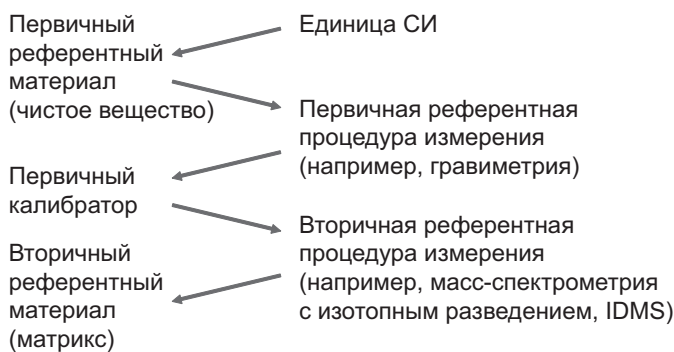 Первичный
референтный
материал
(чистое вещество)
Единица СИ
Первичная референтная
процедура измерения
(например, гравиметрия)
Первичный
калибратор
Вторичная референтная
процедура измерения
(например, масс-спектрометрия
с изотопным разведением, IDMS)
Вторичный
референтный
материал
(матрикс)